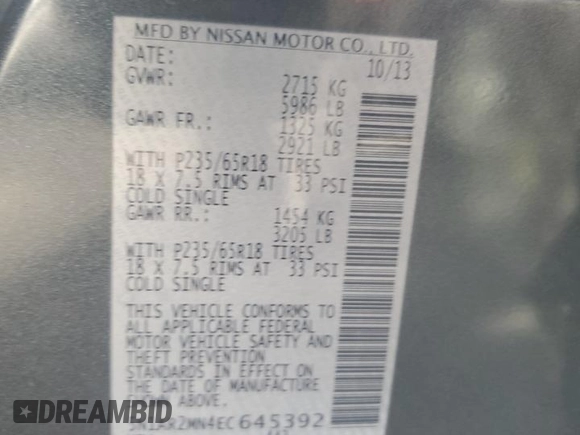 MFD BY NISSAN MOTOR CO., LTD.
DATE: 10/13
GVWR: 2715 KG
5986 LB
GAWR FR.: 1325 KG
2921 LB
WITH P235/65R18 TIRES
18 X 7.5 RIMS AT 33 PSI
COLD SINGLE
GAWR RR.: 1454 KG
3205 LB
WITH P235/65R18 TIRES
18 X 7.5 RIMS AT 33 PSI
COLD SINGLE
THIS VEHICLE CONFORMS TO
ALL APPLICABLE FEDERAL
MOTOR VEHICLE SAFETY AND
THEFT PREVENTION
STANDARDS IN EFFECT ON
THE DATE OF MANUFACTURE
DREAMBID